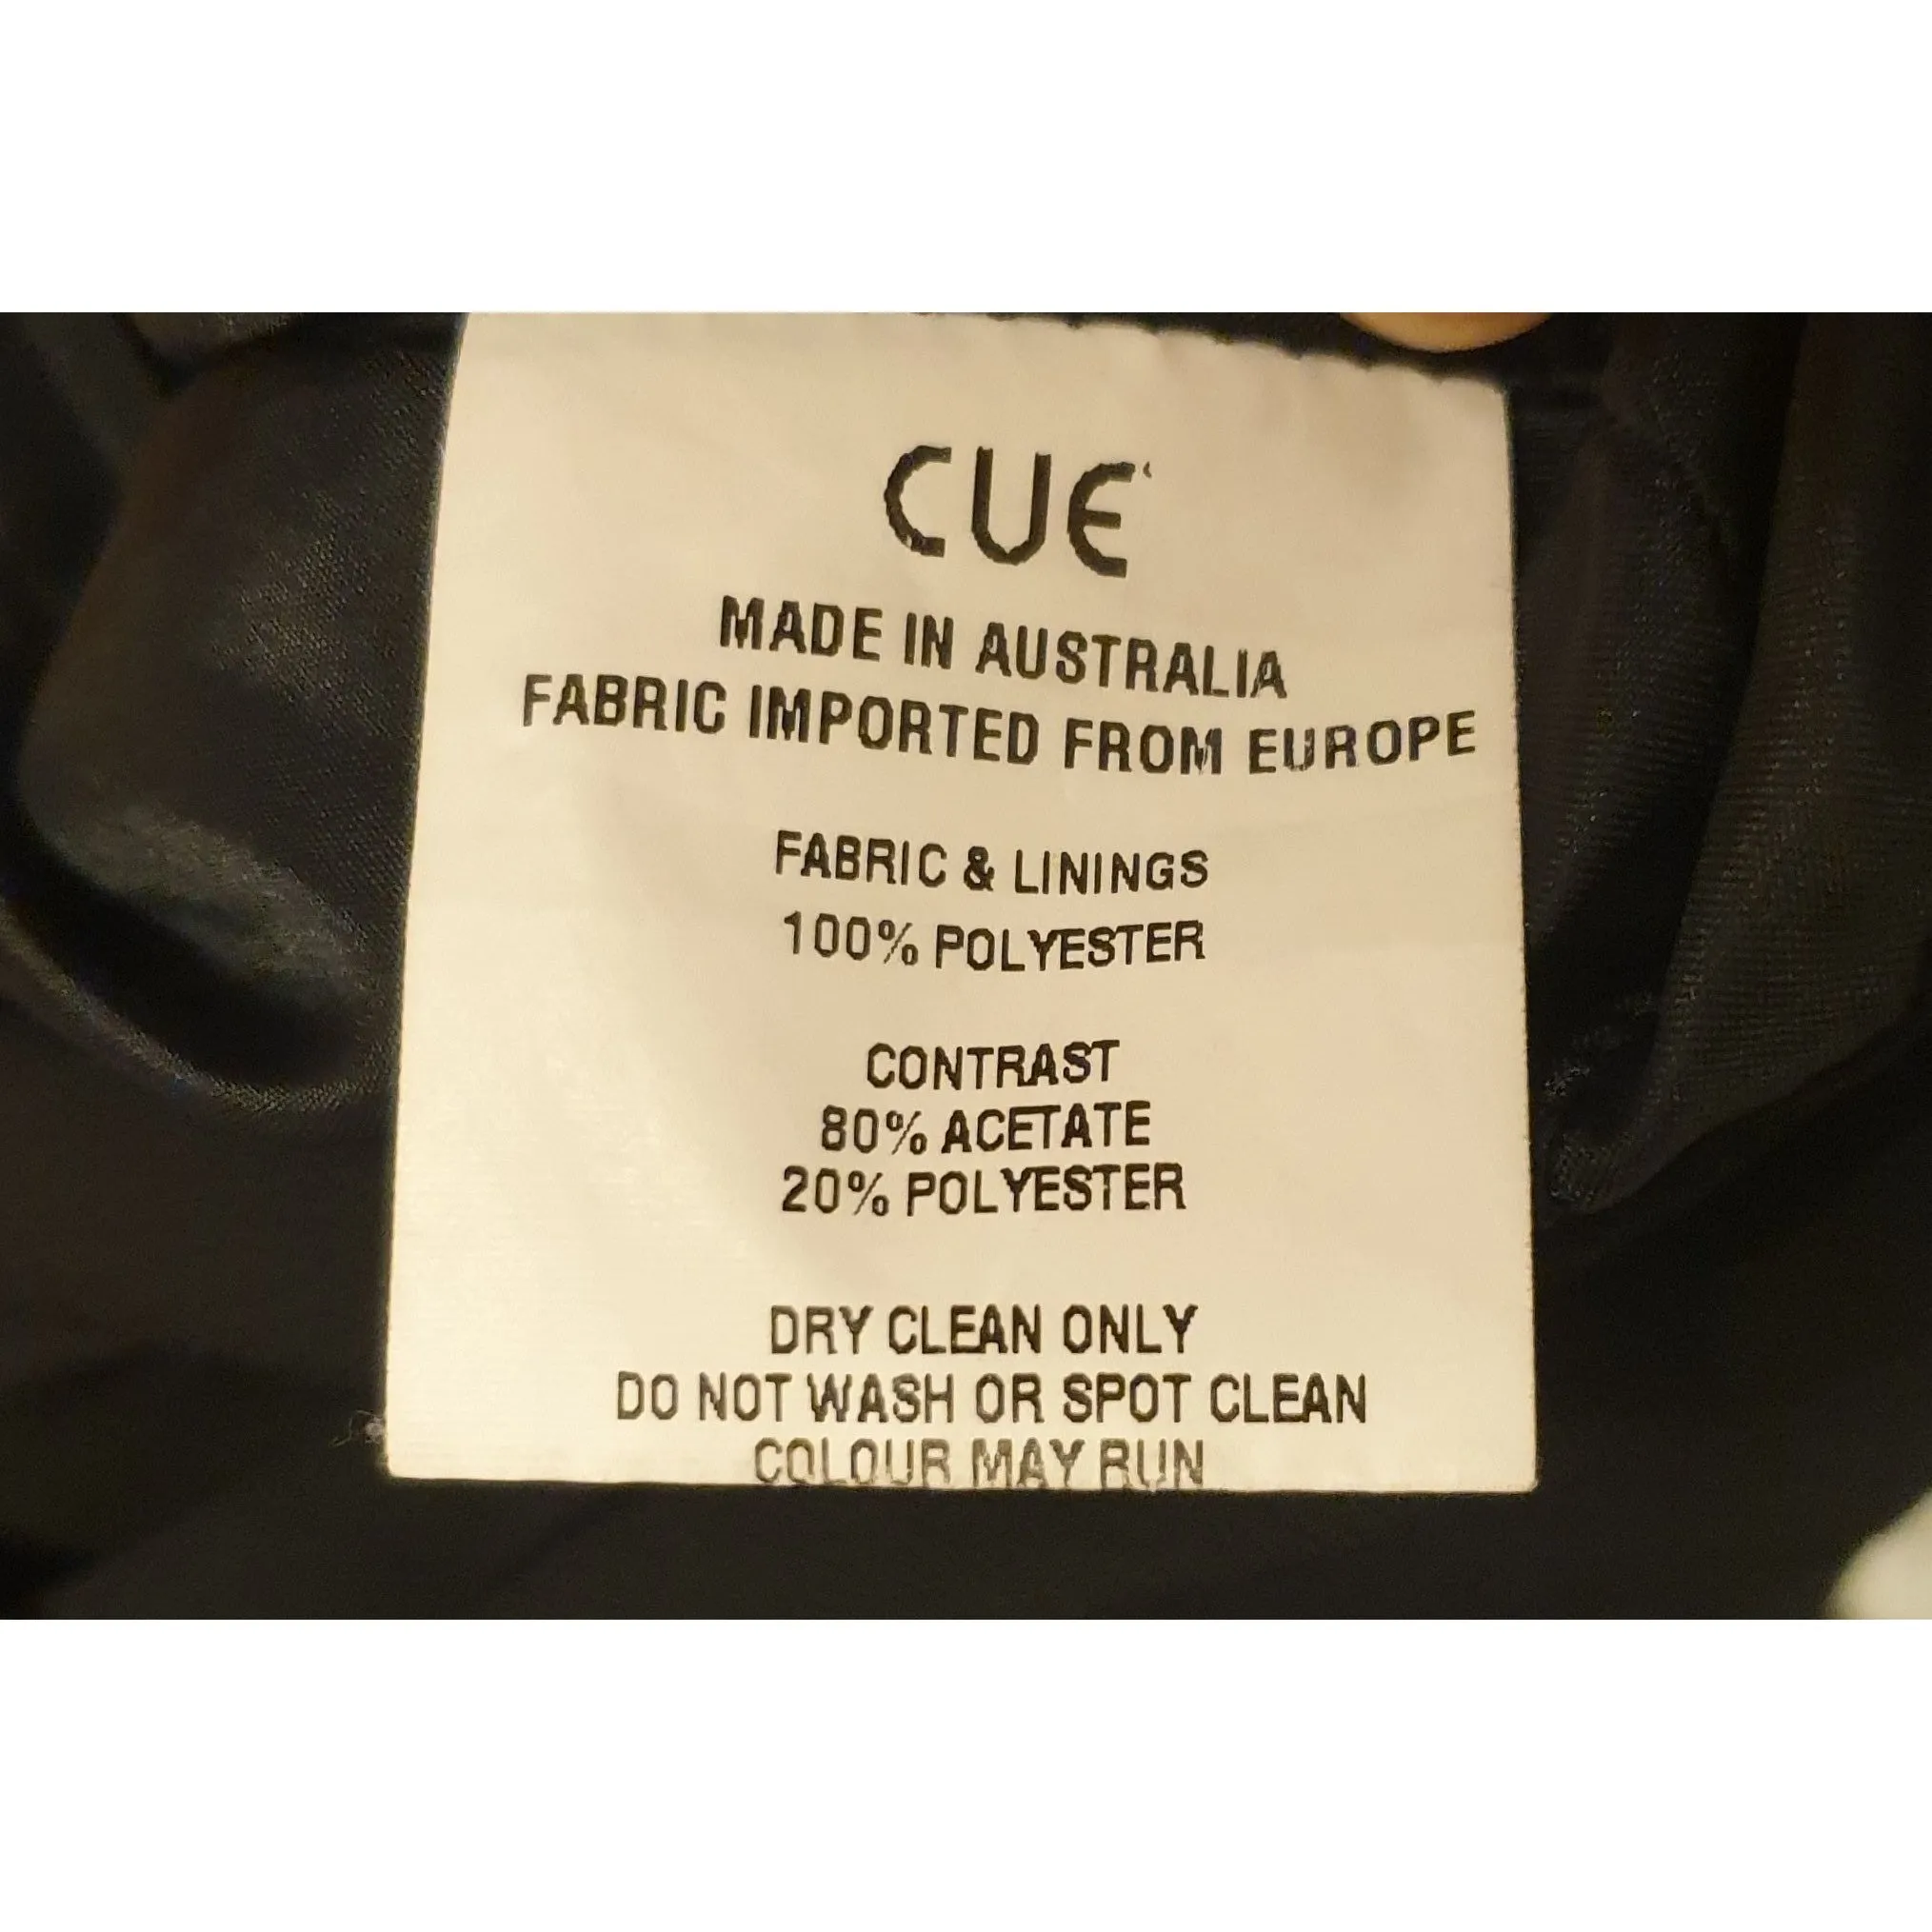 CUE
MADE IN AUSTRALIA
FABRIC IMPORTED FROM EUROPE
FABRIC & LININGS
100% POLYESTER
CONTRAST
80% ACETATE
20% POLYESTER
DRY CLEAN ONLY
DO NOT WASH OR SPOT CLEAN
COLOUR MAY RUN